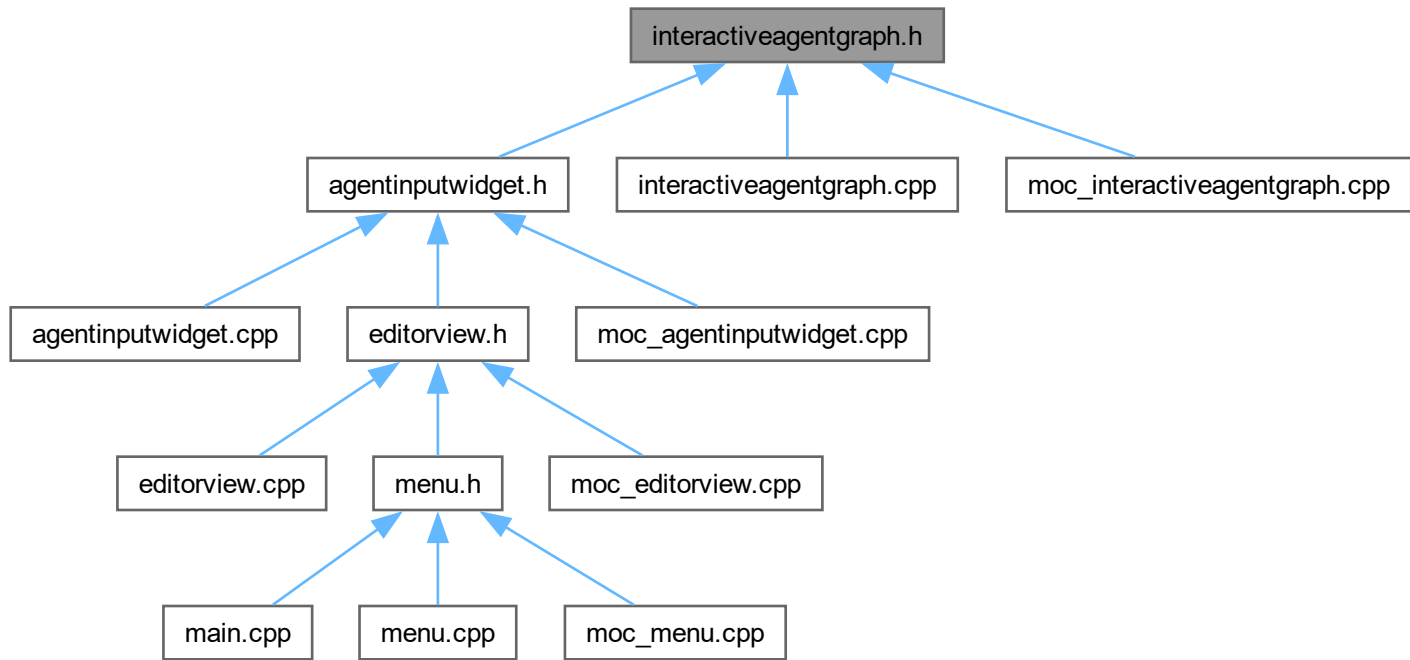 interactiveagentgraph.h
agentinputwidget.h
interactiveagentgraph.cpp
moc_interactiveagentgraph.cpp
agentinputwidget.cpp
editorview.h
moc_agentinputwidget.cpp
editorview.cpp
menu.h
moc_editorview.cpp
main.cpp
menu.cpp
moc_menu.cpp